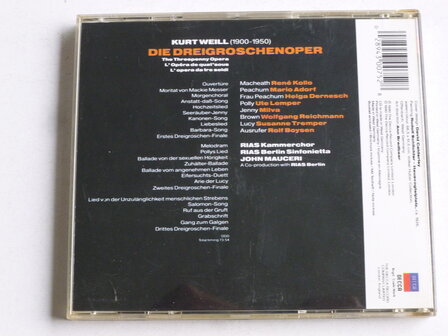 KURT WEILL (1900-1950)
DIE DREIGROSCHENOPER
The Threepenny Opera
L'Opéra de quat'sous
L'opera da tre soldi
Ouvertüre
Moritat von Mackie Messer
Morgenchoral
Anstatt-daß-Song
Hochzeitslied
Seeräuber-Jenny
Kanonen-Song
Liebeslied
Barbara-Song
Erstes Dreigroschen-Finale
Melodram
Pollys Lied
Ballade von der sexuellen Hörigkeit
Zuhälter-Ballade
Ballade vom angenehmen Leben
Eifersuchts-Duett
Arie der Lucy
Zweites Dreigroschen-Finale
Lied von der Unzulänglichkeit menschlichen Strebens
Salomon-Song
Ruf aus der Gruft
Grabschrift
Gang zum Galgen
Drittes Dreigroschen-Finale
DDD
Total timing 73:54
Macheath René Kollo
Peachum Mario Adorf
Frau Peachum Helga Dernesch
Polly Ute Lemper
Jenny Milva
Brown Wolfgang Reichmann
Lucy Susanne Tremper
Ausrufer Rolf Boysen
RIAS Kammerchor
RIAS Berlin Sinfonietta
JOHN MAUCERI
A Co-production with RIAS Berlin
DECCA